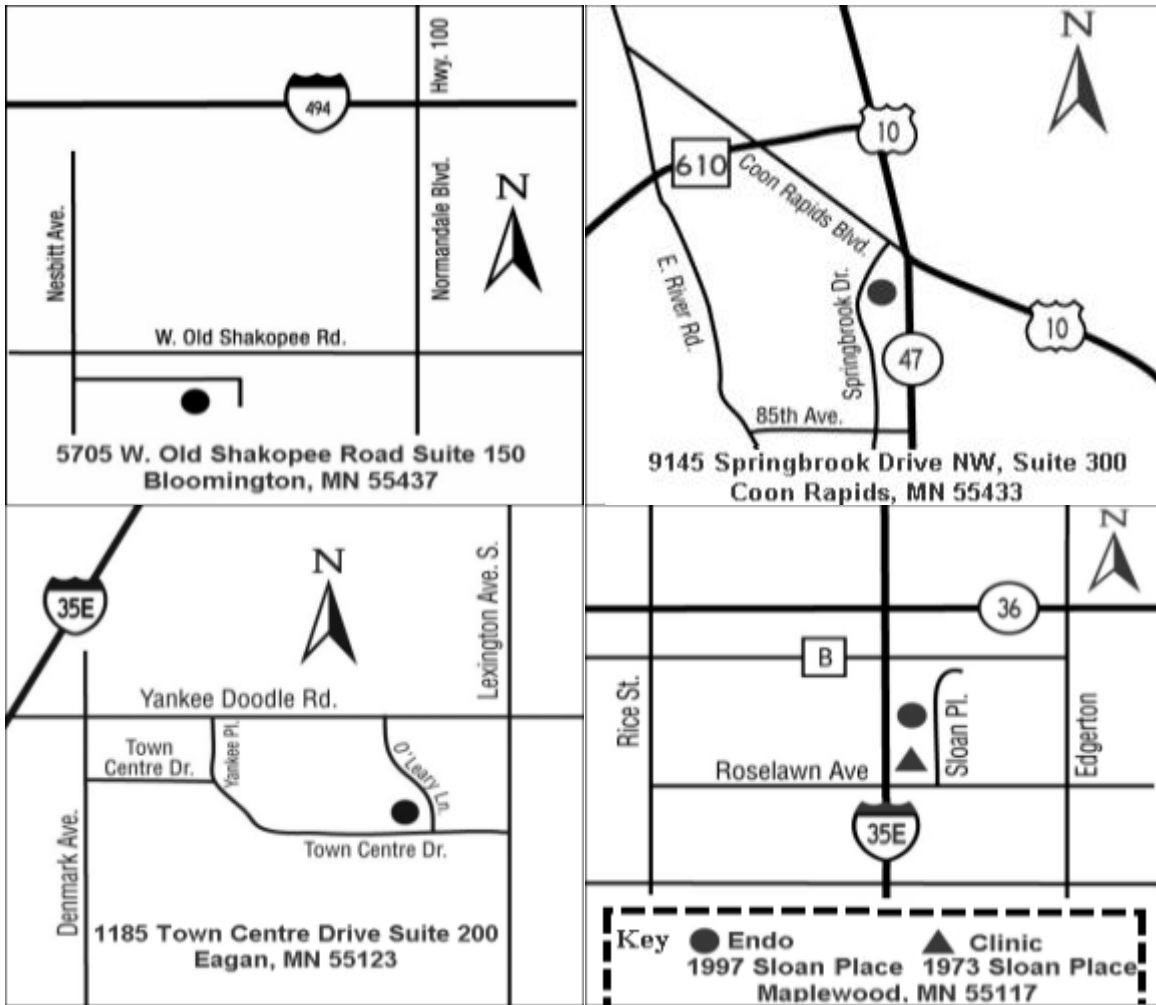 Hwy. 100
494
Nesbitt Ave.
Normandale Blvd.
N
W. Old Shakopee Rd.
5705 W. Old Shakopee Road Suite 150
Bloomington, MN 55437
N
10
610
Coon Rapids Blvd.
E. River Rd.
Springbrook Dr.
10
47
85th Ave.
9145 Springbrook Drive NW, Suite 300
Coon Rapids, MN 55433
N
35E
Lexington Ave. S.
Yankee Doodle Rd.
Town
Centre Dr.
Yankee Pl.
O'Leary Ln.
Town Centre Dr.
Denmark Ave.
1185 Town Centre Drive Suite 200
Eagan, MN 55123
N
36
B
Rice St.
Sloan Pl.
Edgerton
Roselawn Ave
35E
Key Endo Clinic
1997 Sloan Place 1973 Sloan Place
Maplewood, MN 55117